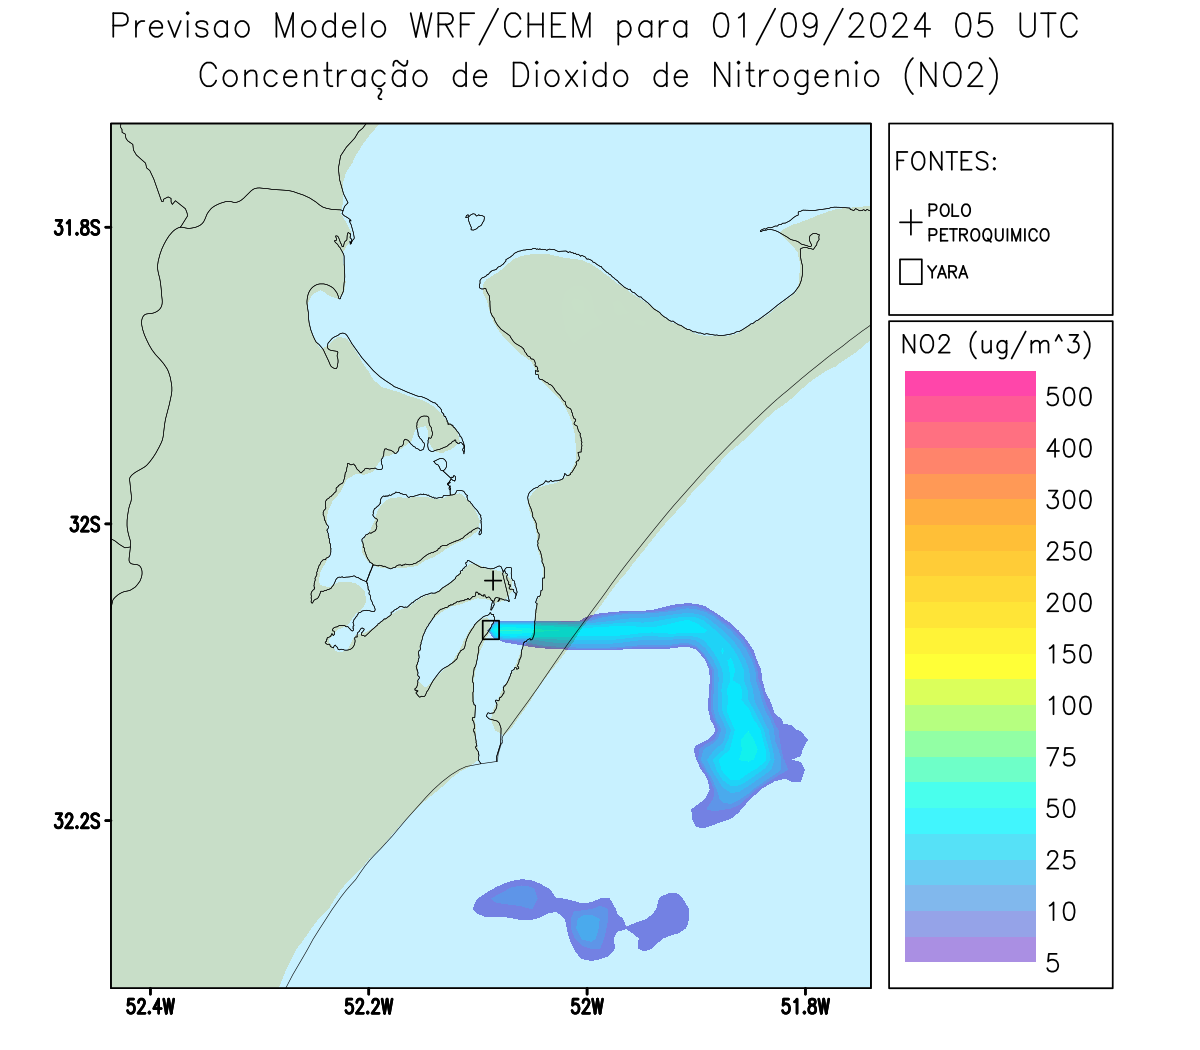 Previsao Modelo WRF/CHEM para 01/09/2024 05 UTC
Concentração de Dioxido de Nitrogenio (NO2)
FONTES:
POLO
PETROQUIMICO
YARA
NO2 (ug/m^3)
500
400
300
250
200
150
100
75
50
25
10
5
31.8S
32S
32.2S
52.4W
52.2W
52W
51.8W